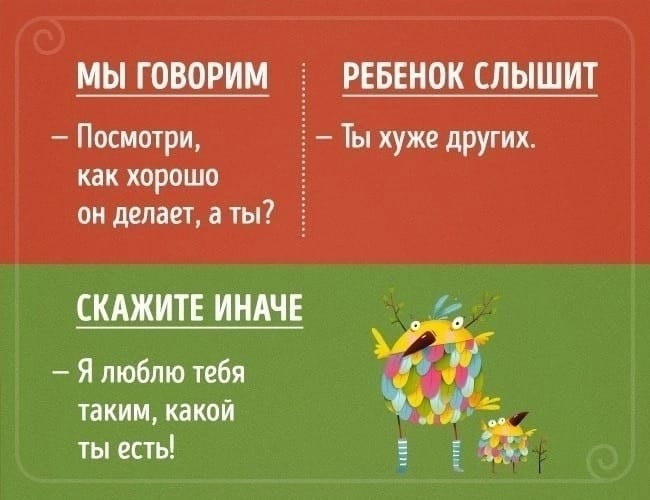 МЫ ГОВОРИМ
– Посмотри,
как хорошо
он делает, а ты?
РЕБЕНОК СЛЫШИТ
– Ты хуже других.
СКАЖИТЕ ИНАЧЕ
– Я люблю тебя
таким, какой
ты есть!